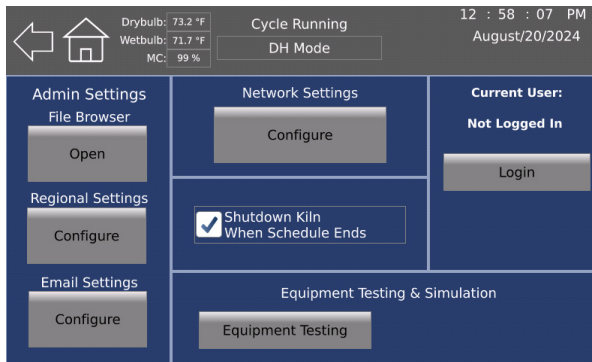 Drybulb: 73.2 °F
Wetbulb: 71.7 °F
MC: 99 %
Cycle Running
DH Mode
12 : 58 : 07 PM
August/20/2024
Admin Settings
File Browser
Open
Regional Settings
Configure
Email Settings
Configure
Network Settings
Configure
Shutdown Kiln
When Schedule Ends
Equipment Testing & Simulation
Equipment Testing
Current User:
Not Logged In
Login